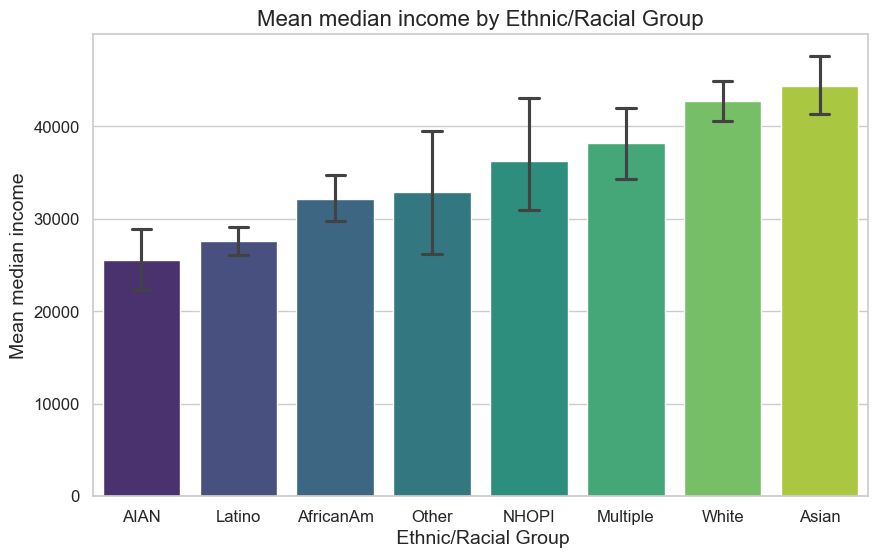 Mean median income by Ethnic/Racial Group
Mean median income
40000
30000
20000
10000
0
AIAN Latino AfricanAm Other NHOPI Multiple White Asian
Ethnic/Racial Group